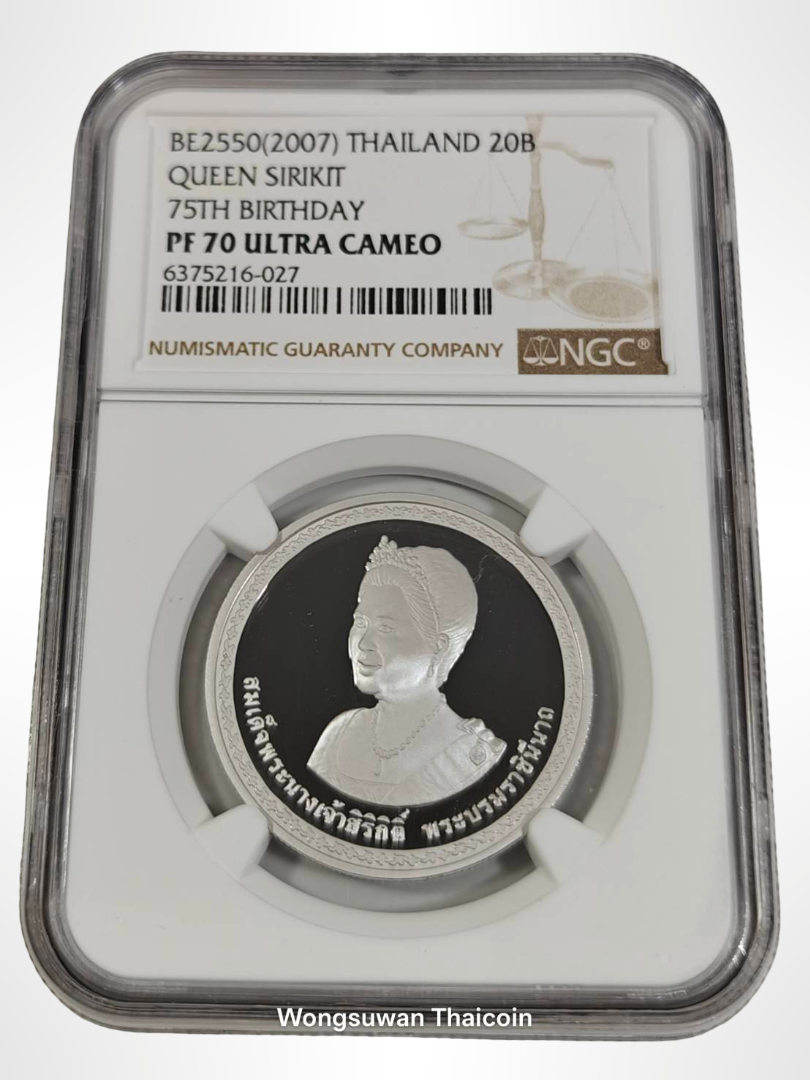 BE2550(2007) THAILAND 20B
QUEEN SIRIKIT
75TH BIRTHDAY
PF 70 ULTRA CAMEO
6375216-027
NUMISMATIC GUARANTY COMPANY NGC®
สมเด็จพระนางเจ้าสิริกิติ์ พระบรมราชินีนาถ
Wongsuwan Thaicoin